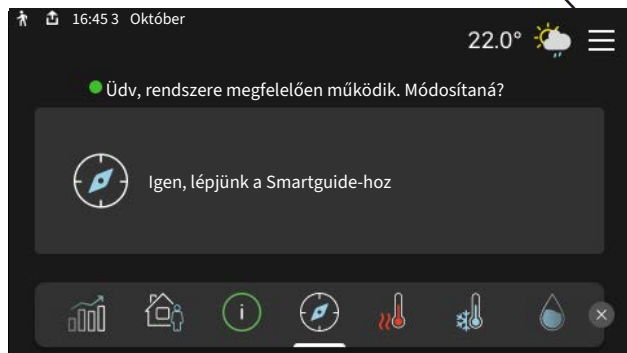 16:45 3 Október
22.0°
Üdv, rendszere megfelelően működik. Módosítaná?
Igen, lépjünk a Smartguide-hoz
i